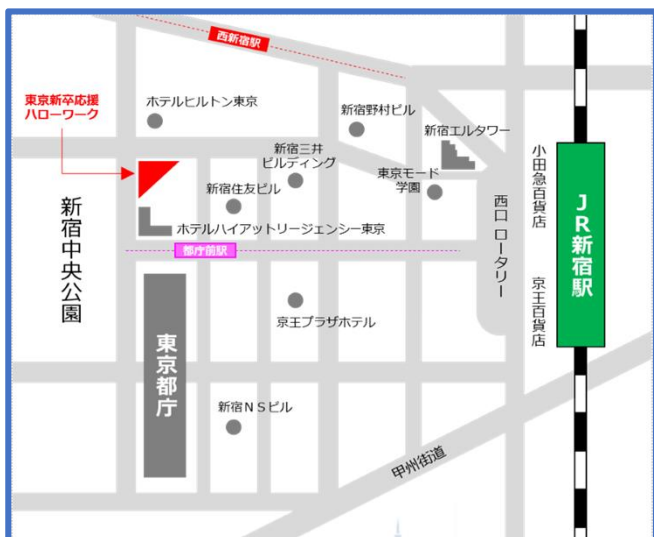 西新宿駅
東京新卒応援
ハローワーク
ホテルヒルトン東京
新宿野村ビル
新宿エルタワー
新宿三井
ビルディング
東京モード
学園
新宿住友ビル
ホテルハイアットリージェンシー東京
新宿中央公園
都庁前駅
西口 ロータリー
小田急百貨店
京王百貨店
JR新宿駅
京王プラザホテル
東京都庁
新宿NSビル
甲州街道